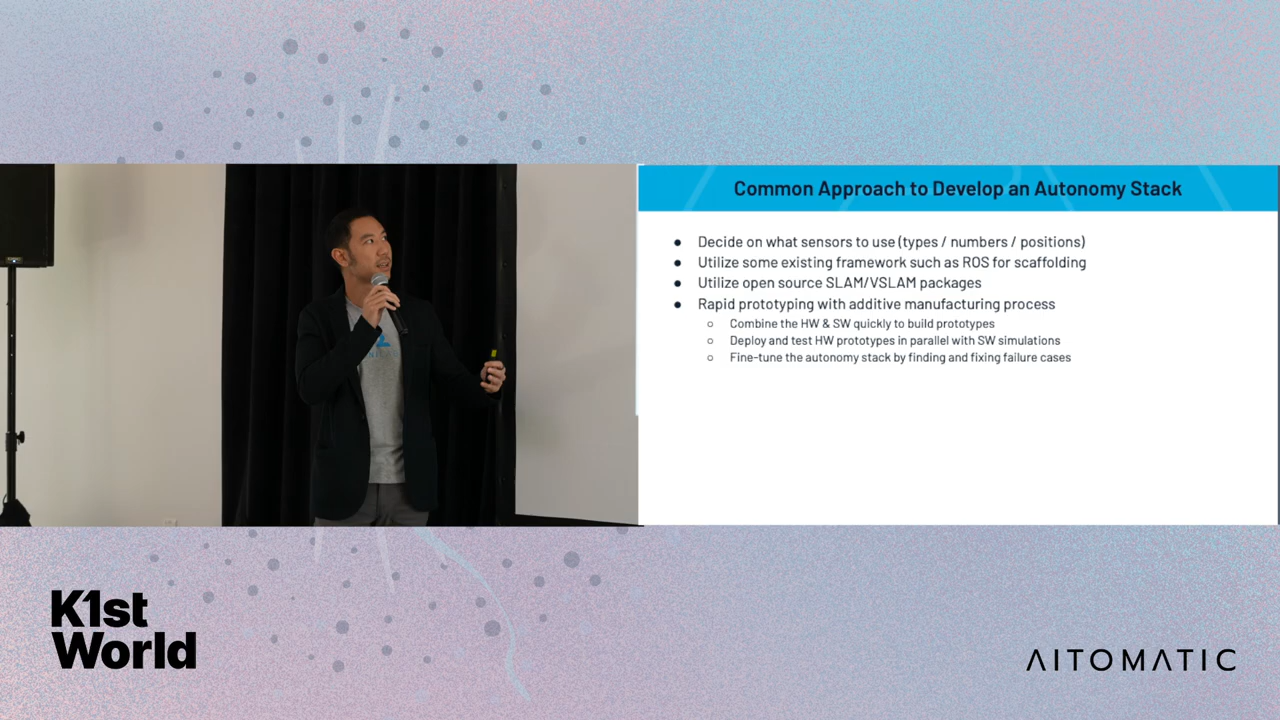 Common Approach to Develop an Autonomy Stack
● Decide on what sensors to use (types / numbers / positions)
● Utilize some existing framework such as ROS for scaffolding
● Utilize open source SLAM/VSLAM packages
● Rapid prototyping with additive manufacturing process
○ Combine the HW & SW quickly to build prototypes
○ Deploy and test HW prototypes in parallel with SW simulations
○ Fine-tune the autonomy stack by finding and fixing failure cases
K1st
World
AITOMATIC